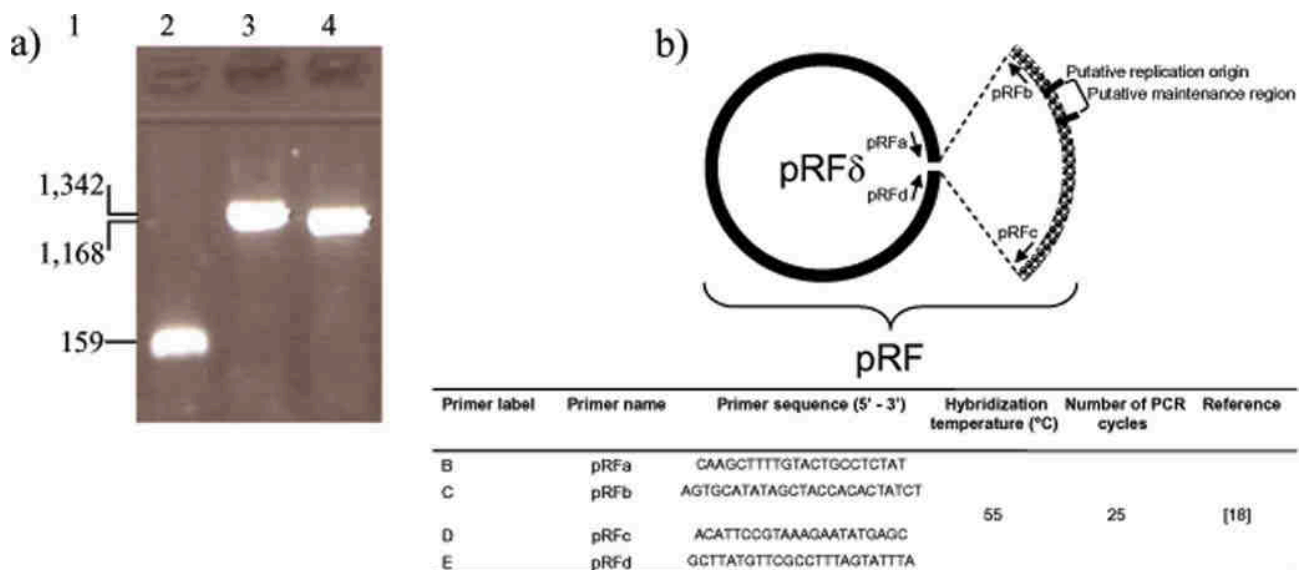 a)
1 2 3 4
1,342
1,168
159
b)
Putative replication origin
Putative maintenance region
pRFb
pRFa
pRFδ
pRFd
pRFc
pRF
Primer label Primer name Primer sequence (5' - 3') Hybridization temperature (°C) Number of PCR cycles Reference
B pRFa CAAGCTTTTGTACTGCCTCTAT
C pRFb AGTGCATATAGCTACCACACTATCT
55 25 [18]
D pRFc ACATTCCGTAAAGAATATGAGC
E pRFd GCTTATGTTCGCCTTTAGTATTTA